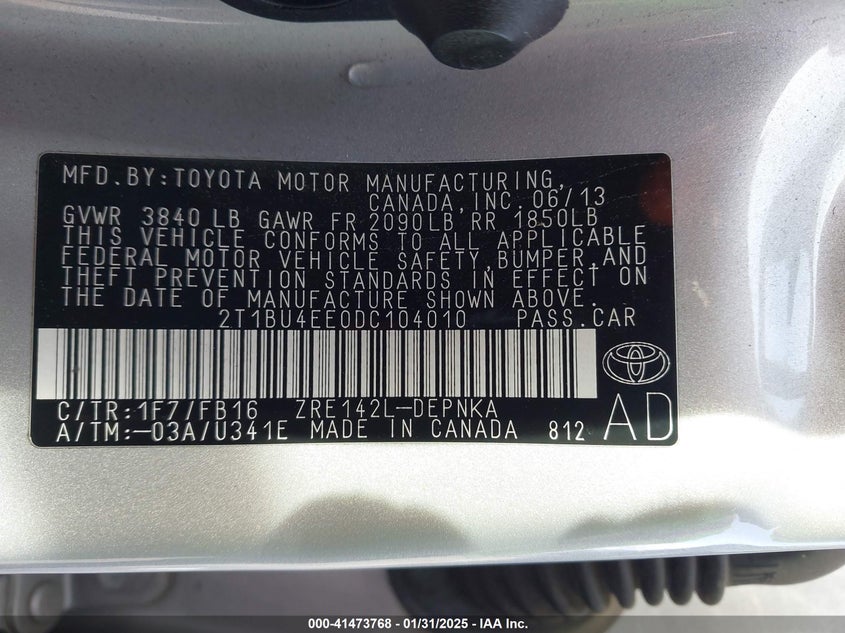 MFD.BY:TOYOTA MOTOR MANUFACTURING,
CANADA, INC. 06/13
GVWR 3840 LB GAWR FR 2090LB RR 1850LB
THIS VEHICLE CONFORMS TO ALL APPLICABLE
FEDERAL MOTOR VEHICLE SAFETY, BUMPER, AND
THEFT PREVENTION STANDARDS IN EFFECT ON
THE DATE OF MANUFACTURE SHOWN ABOVE.
2T1BU4EE0DC104010 PASS.CAR
C/TR:1F7/FB16 ZRE142L-DEPNKA
A/TM:-03A/U341E MADE IN CANADA 812
AD
000-41473768 - 01/31/2025 - IAA Inc.